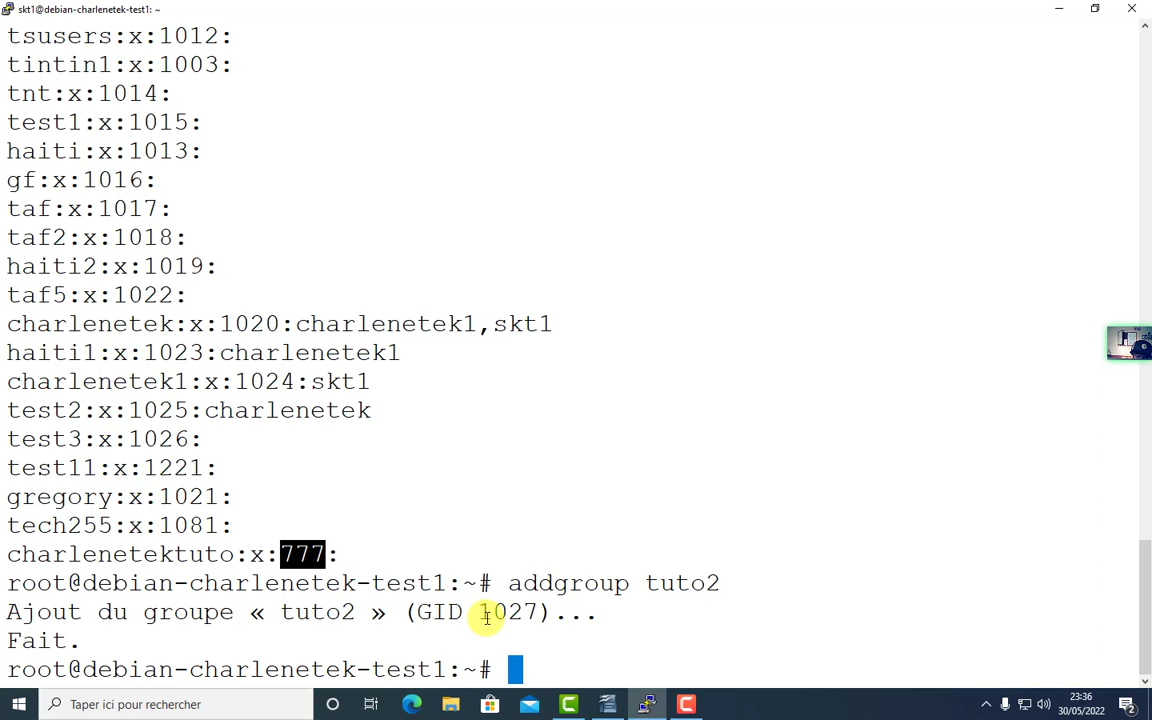 skt1@debian-charlenetek-test1: ~
tsusers:x:1012:
tintin1:x:1003:
tnt:x:1014:
test1:x:1015:
haiti:x:1013:
gf:x:1016:
taf:x:1017:
taf2:x:1018:
haiti2:x:1019:
taf5:x:1022:
charlenetek:x:1020:charlenetek1,skt1
haiti1:x:1023:charlenetek1
charlenetek1:x:1024:skt1
test2:x:1025:charlenetek
test3:x:1026:
test11:x:1221:
gregory:x:1021:
tech255:x:1081:
charlenetektuto:x:777:
root@debian-charlenetek-test1:~# addgroup tuto2
Ajout du groupe « tuto2 » (GID 1027)...
Fait.
root@debian-charlenetek-test1:~#
Taper ici pour rechercher
23:36
30/05/2022
2